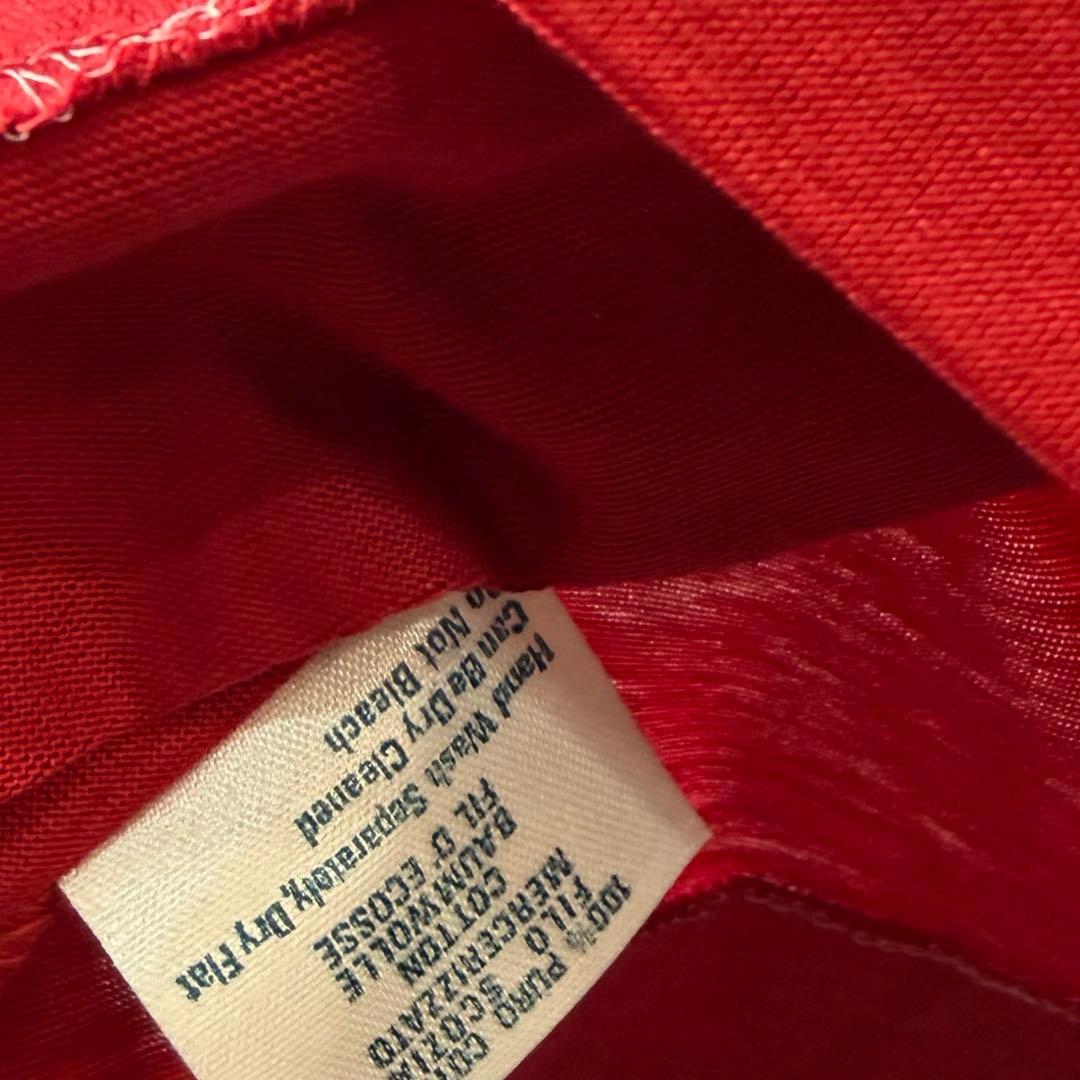 100% PURO COT
FILO SCOZIA
MERCERIZZATO
COTTON
BAUMWOLLE
FIL D'ECOSSE
Hand Wash Separately, Dry Flat
Can Be Dry Cleaned
Do Not Bleach